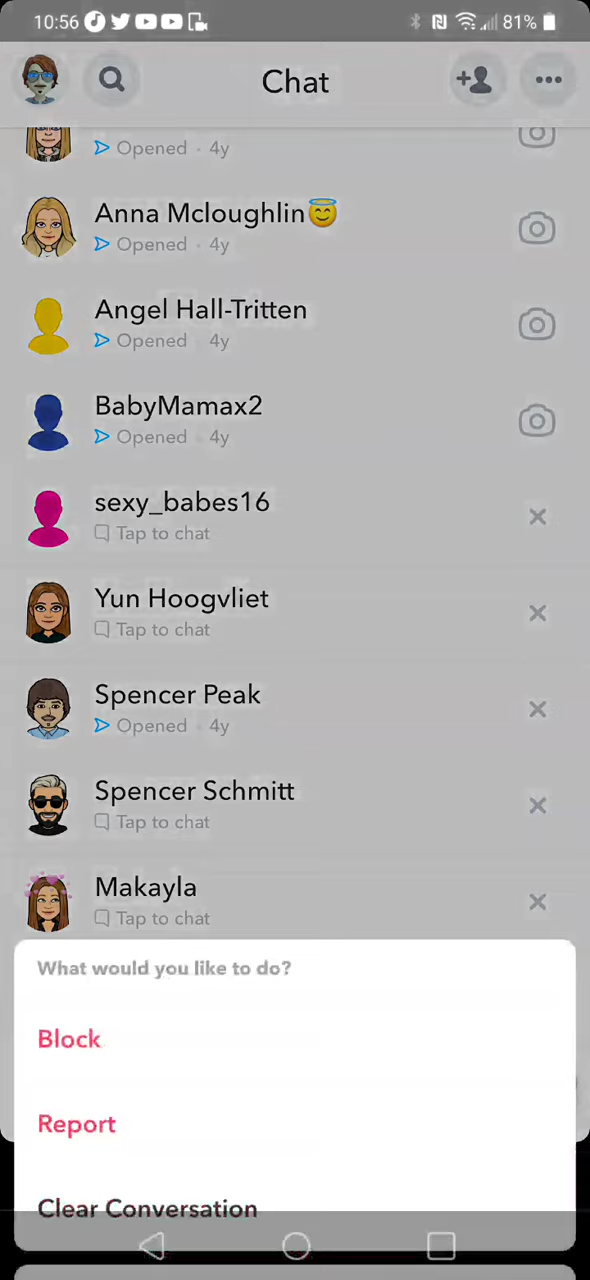 10:56
81%
Chat
Opened · 4y
Anna Mcloughlin😇
Opened · 4y
Angel Hall-Tritten
Opened · 4y
BabyMamax2
Opened · 4y
sexy_babes16
Tap to chat
Yun Hoogvliet
Tap to chat
Spencer Peak
Opened · 4y
Spencer Schmitt
Tap to chat
Makayla
Tap to chat
What would you like to do?
Block
Report
Clear Conversation